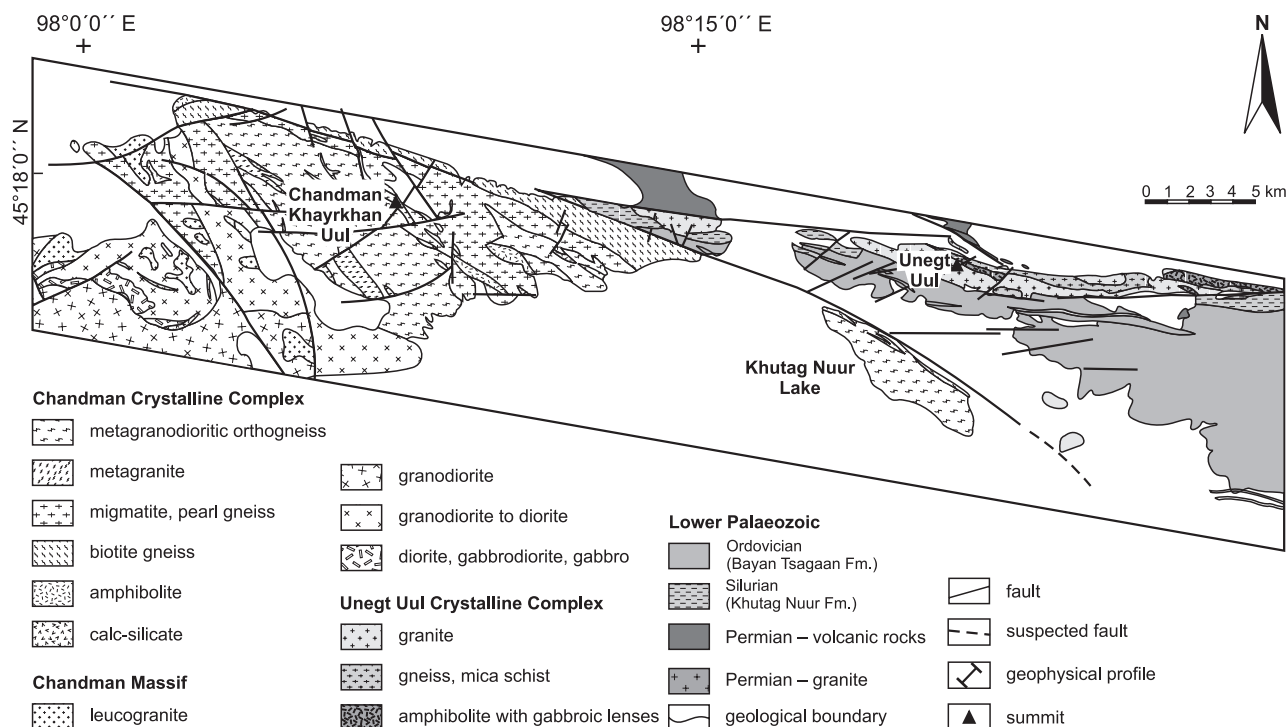 98°0´0´´ E
98°15´0´´ E
N
45°18´0´´ N
0 1 2 3 4 5 km
Chandman
Khayrkhan
Uul
Unegt
Uul
Khutag Nuur
Lake
Chandman Crystalline Complex
metagranodioritic orthogneiss
metagranite
migmatite, pearl gneiss
biotite gneiss
amphibolite
calc-silicate
Chandman Massif
leucogranite
granodiorite
granodiorite to diorite
diorite, gabbrodiorite, gabbro
Unegt Uul Crystalline Complex
granite
gneiss, mica schist
amphibolite with gabbroic lenses
Lower Palaeozoic
Ordovician
(Bayan Tsagaan Fm.)
Silurian
(Khutag Nuur Fm.)
Permian – volcanic rocks
Permian – granite
geological boundary
fault
suspected fault
geophysical profile
summit